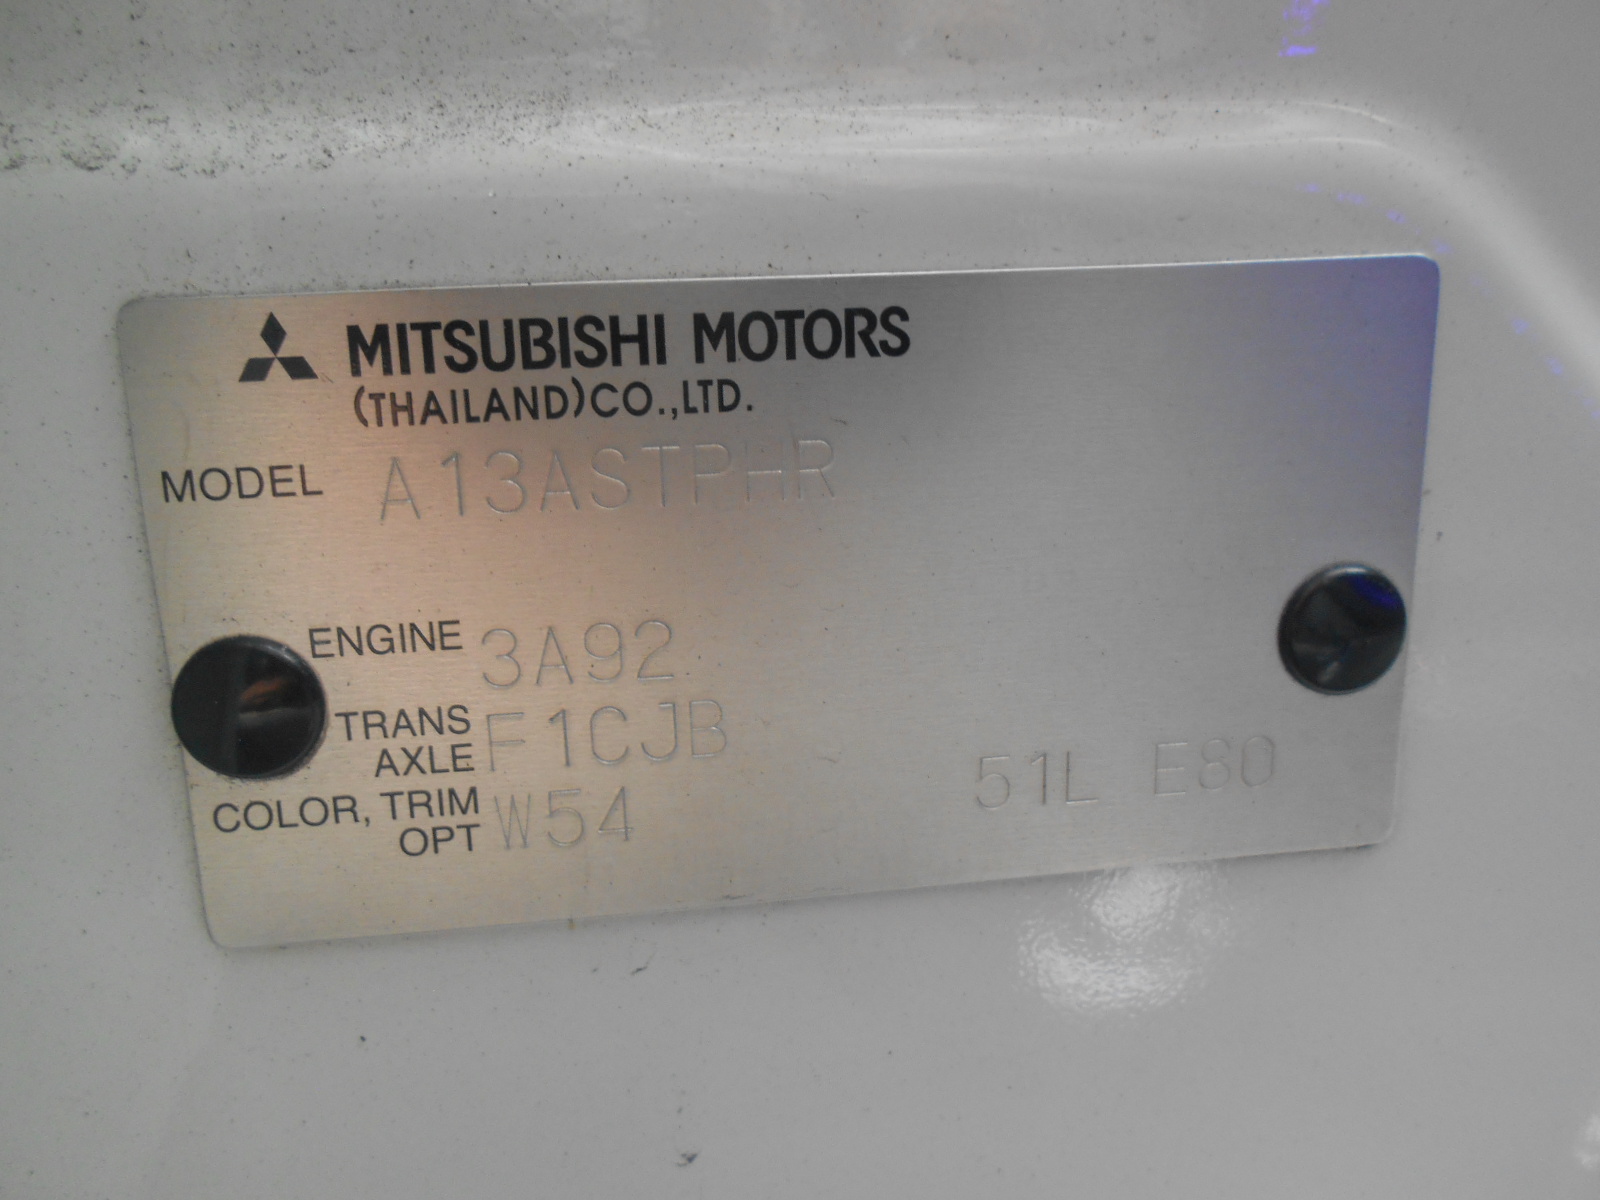 MITSUBISHI MOTORS
(THAILAND)CO.,LTD.
MODEL A13ASTPHR
ENGINE 3A92
TRANS AXLE F1CJB
COLOR, TRIM OPT W54 51L E80